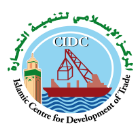 المركز الإسلامي لتنمية التجارة
CIDC
Islamic Centre for Development of Trade